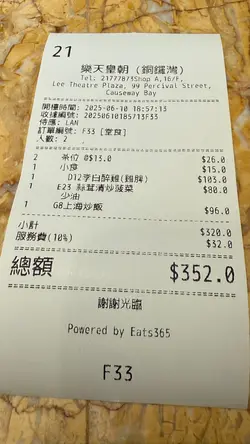 21
樂天皇朝 (銅鑼灣)
Tel: 21777873Shop A,16/F,
Lee Theatre Plaza, 99 Percival Street,
Causeway Bay
開檯時間: 2025-06-10 18:57:13
收據編號: 20250610185713F33
侍應: LAN
訂單編號: F33 [堂食]
人數: 2
2 茶位 @$13.0 $26.0
1 小食 $15.0
1 D12李白醉雞(翅脾) $103.0
1 E23 蒜茸清炒菠菜 $80.0
少油
1 G8上海炒飯 $96.0
小計 $320.0
服務費(10%) $32.0
總額 $352.0
謝謝光臨
Powered by Eats365
F33